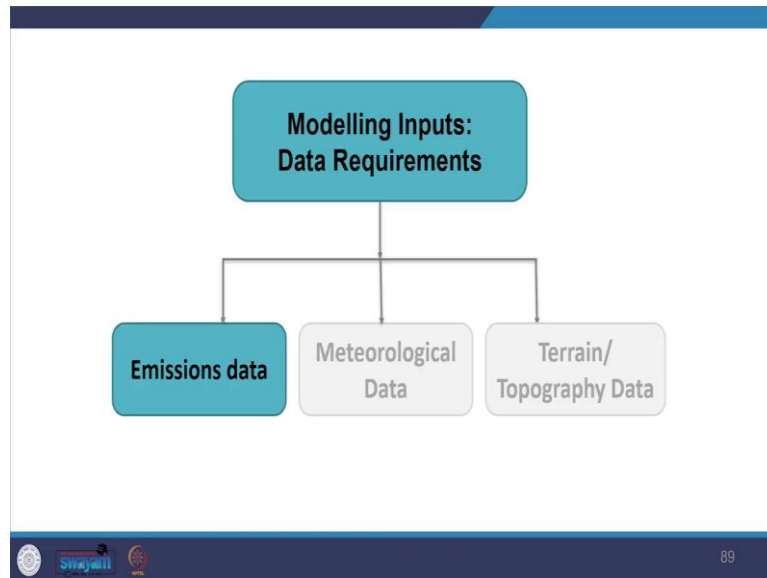 Modelling Inputs:
Data Requirements
Emissions data
Meteorological
Data
Terrain/
Topography Data
swayam
89